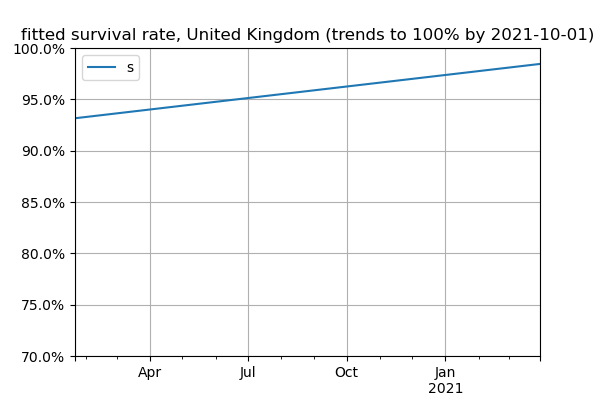 fitted survival rate, United Kingdom (trends to 100% by 2021-10-01)
100.0%
s
95.0%
90.0%
85.0%
80.0%
75.0%
70.0%
Apr Jul Oct Jan
2021